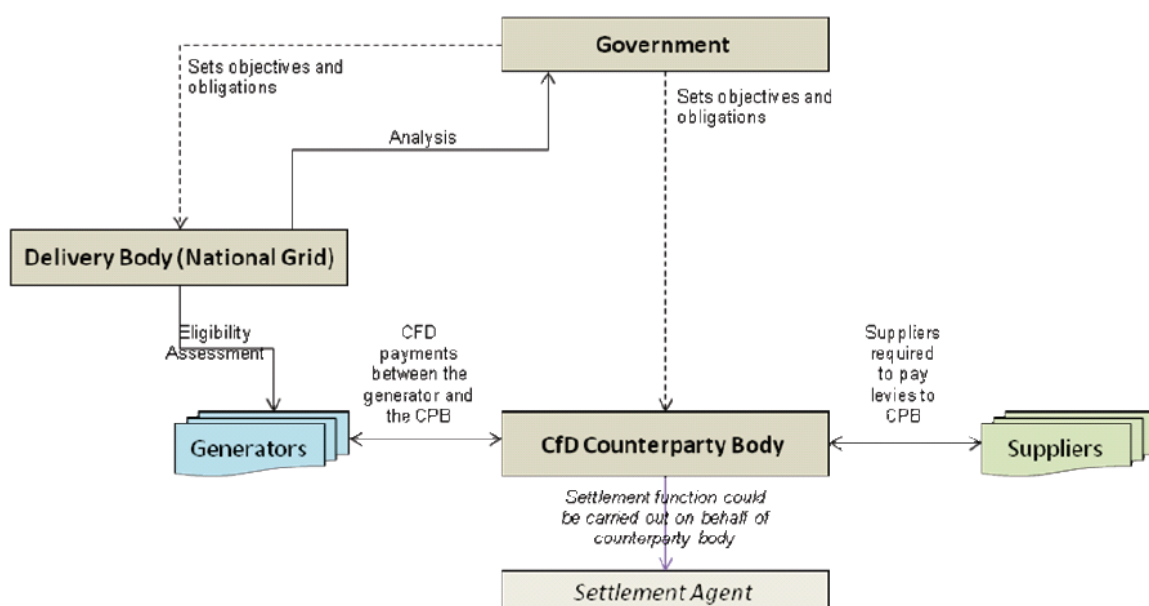 Government
Sets objectives and
obligations
Sets objectives and
obligations
Analysis
Delivery Body (National Grid)
Eligibility
Assessment
CFD
payments
between the
generator and
the CPB
Suppliers
required
to pay
levies to
CPB
Generators
CfD Counterparty Body
Suppliers
Settlement function could
be carried out on behalf of
counterparty body
Settlement Agent